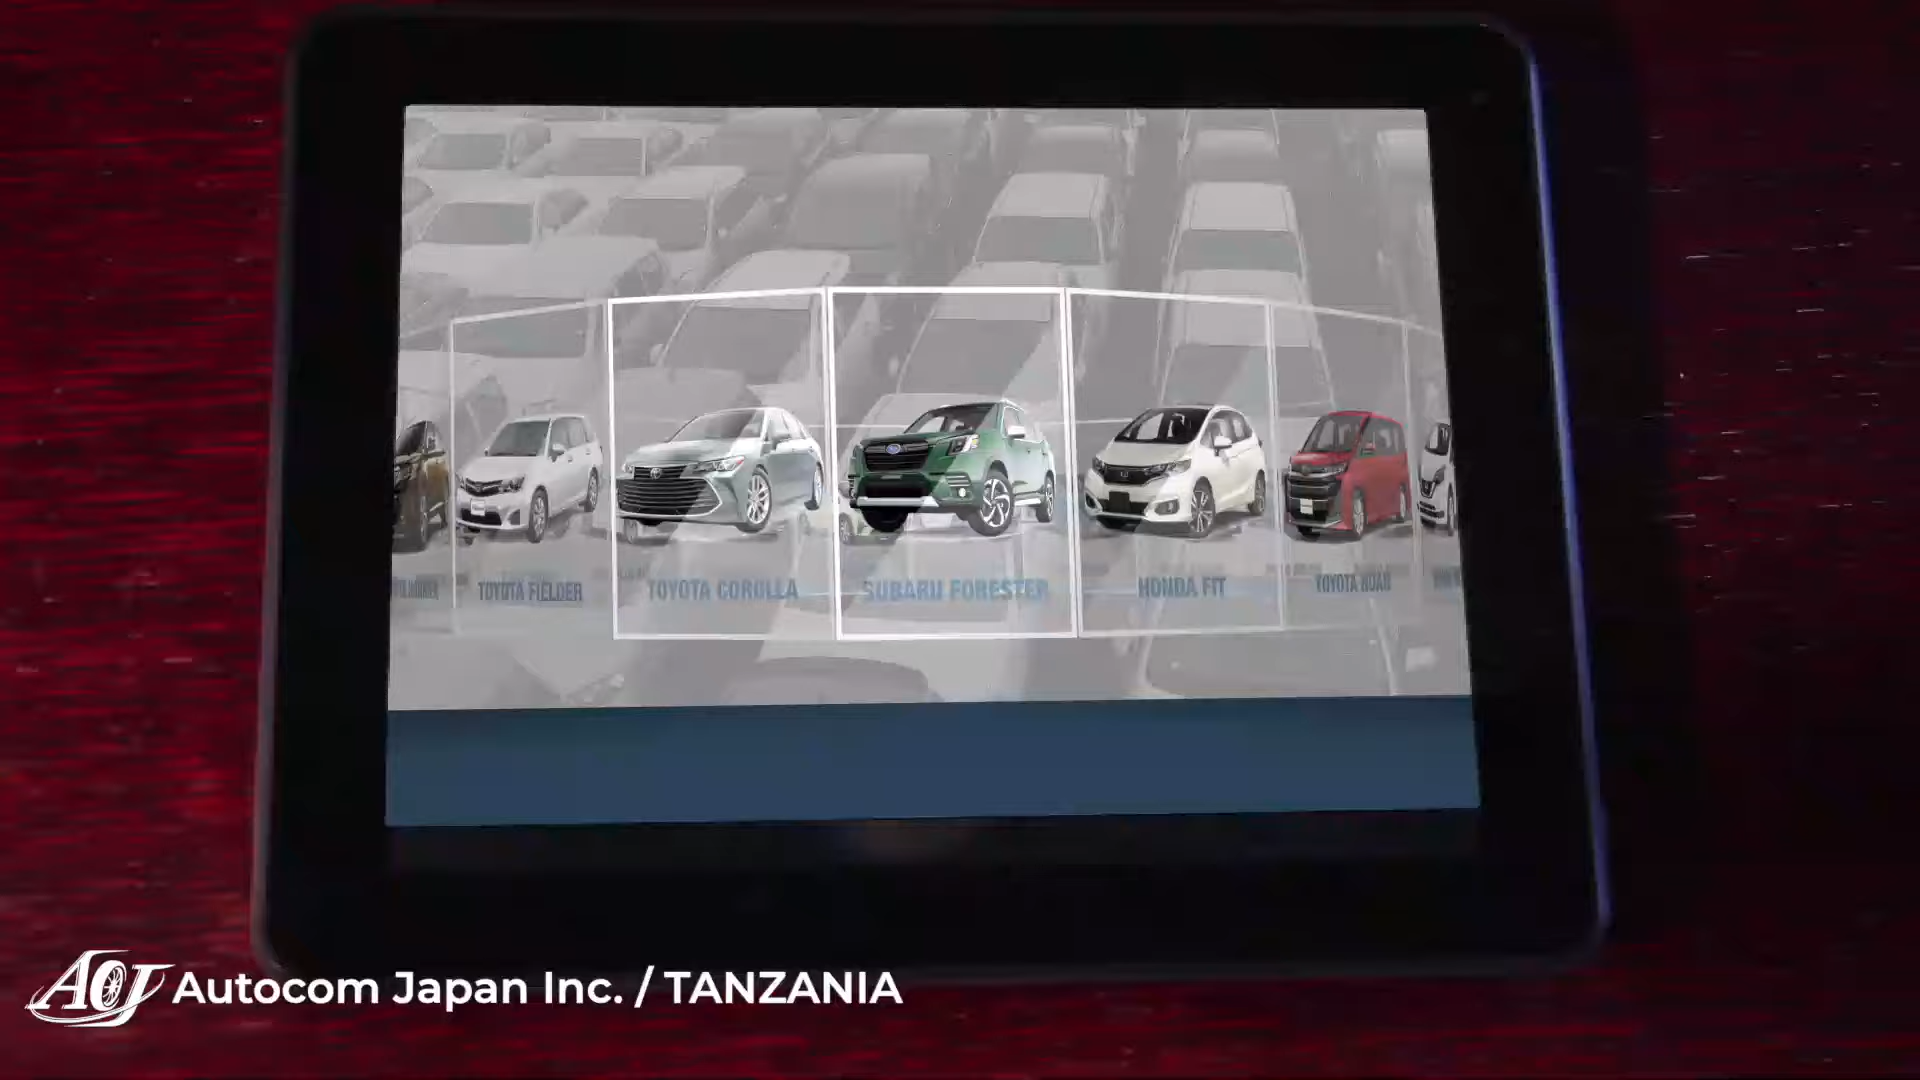 TOYOTA FIELDER
TOYOTA COROLLA
SUBARU FORESTER
HONDA FIT
TOYOTA NOAH
AOJ Autocom Japan Inc. / TANZANIA